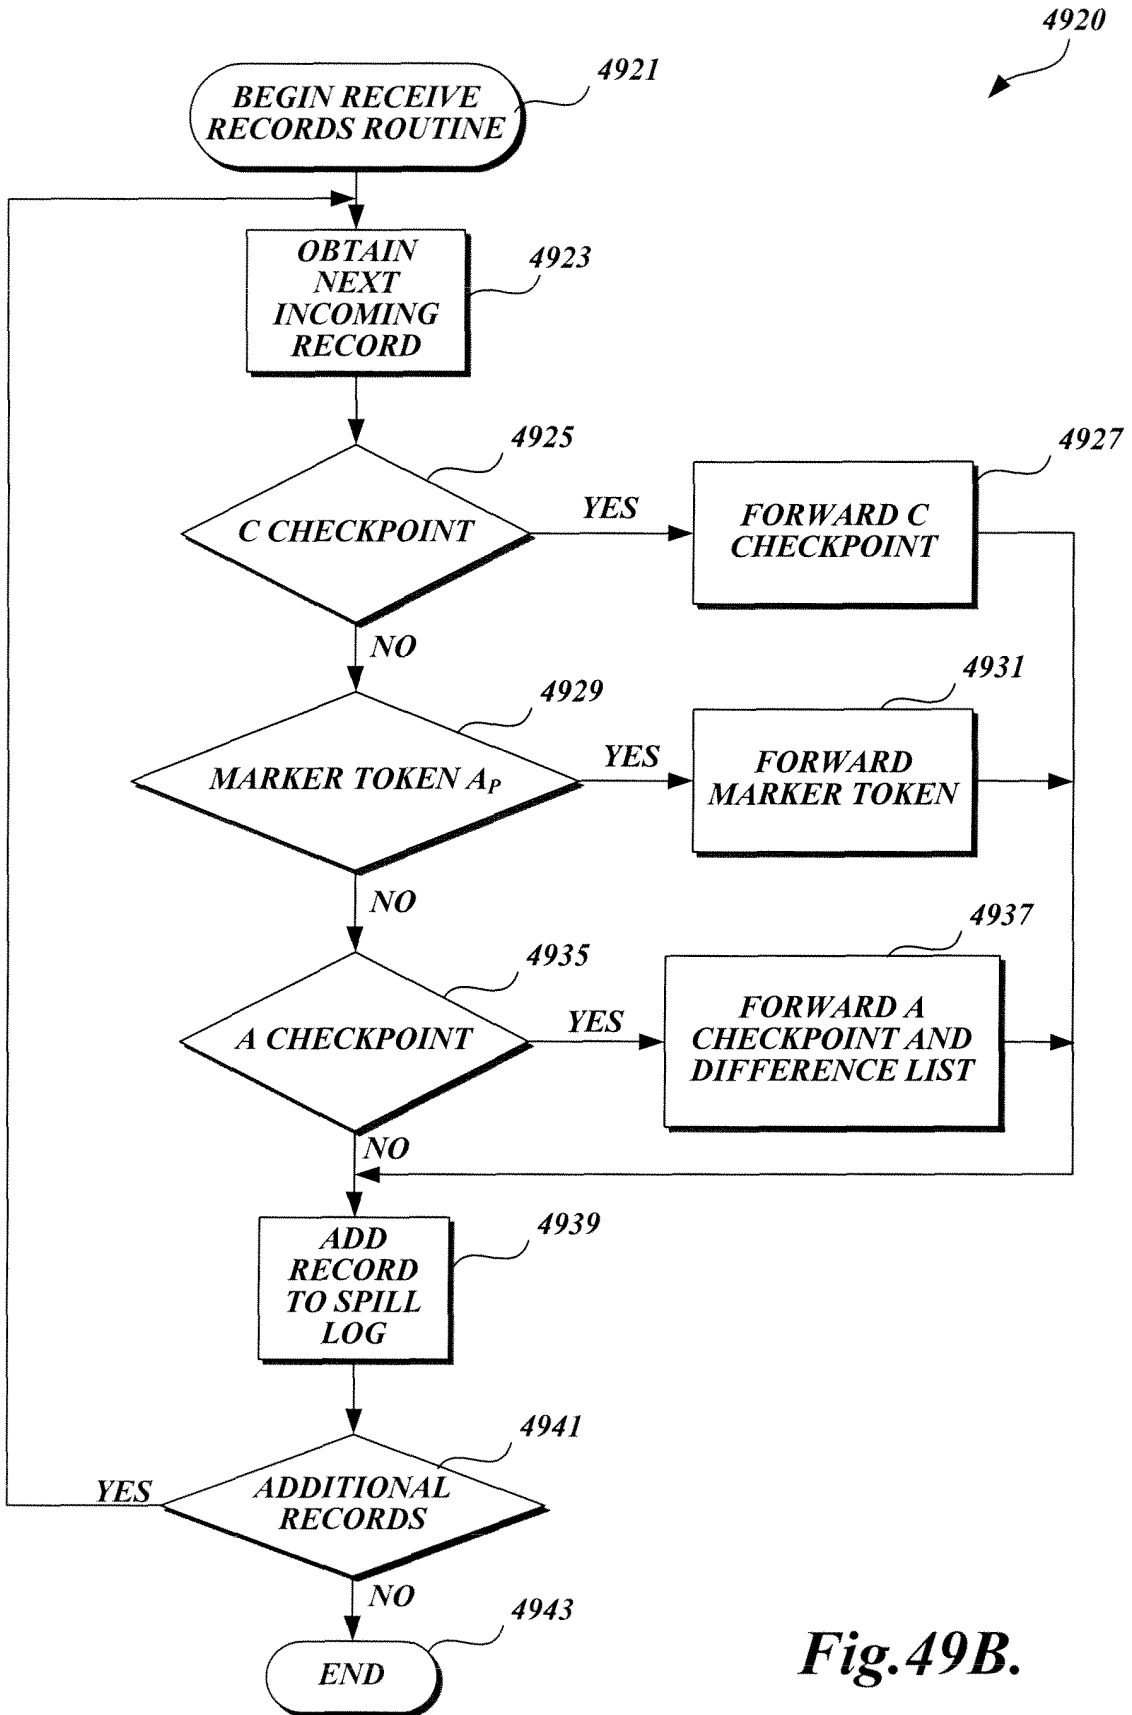 4920
4921
BEGIN RECEIVE
RECORDS ROUTINE
4923
OBTAIN
NEXT
INCOMING
RECORD
4925
C CHECKPOINT
YES
4927
FORWARD C
CHECKPOINT
NO
4929
MARKER TOKEN AP
YES
4931
FORWARD
MARKER TOKEN
NO
4935
A CHECKPOINT
YES
4937
FORWARD A
CHECKPOINT AND
DIFFERENCE LIST
NO
4939
ADD
RECORD
TO SPILL
LOG
4941
ADDITIONAL
RECORDS
YES
NO
4943
END
Fig.49B.